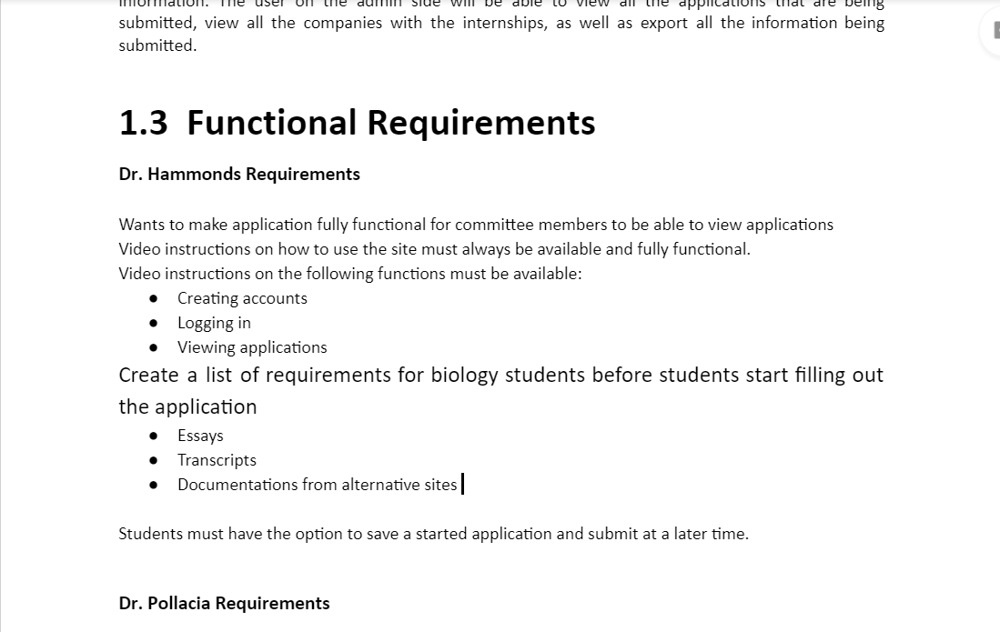 information. The user on the admin side will be able to view all the applications that are being
submitted, view all the companies with the internships, as well as export all the information being
submitted.
1.3 Functional Requirements
Dr. Hammonds Requirements
Wants to make application fully functional for committee members to be able to view applications
Video instructions on how to use the site must always be available and fully functional.
Video instructions on the following functions must be available:
● Creating accounts
● Logging in
● Viewing applications
Create a list of requirements for biology students before students start filling out
the application
● Essays
● Transcripts
● Documentations from alternative sites
Students must have the option to save a started application and submit at a later time.
Dr. Pollacia Requirements